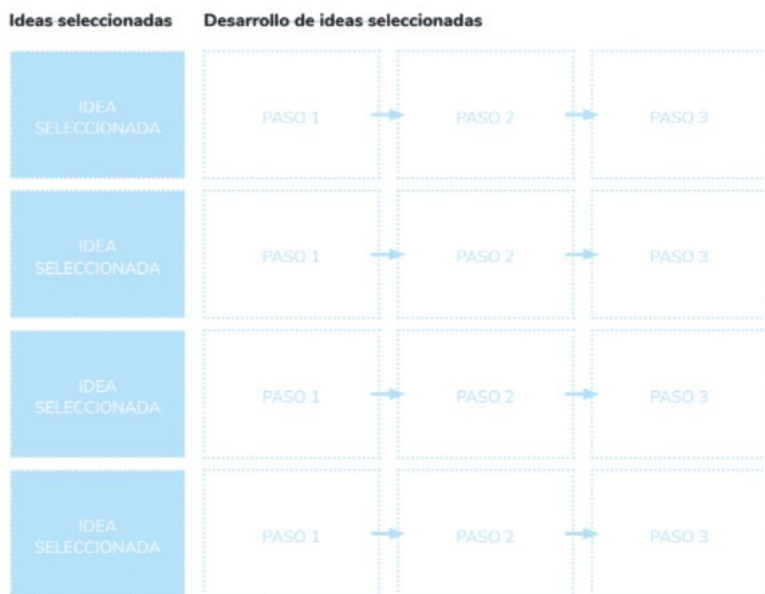 Ideas seleccionadas
Desarrollo de ideas seleccionadas
IDEA
SELECCIONADA
PASO 1
PASO 2
PASO 3
IDEA
SELECCIONADA
PASO 1
PASO 2
PASO 3
IDEA
SELECCIONADA
PASO 1
PASO 2
PASO 3
IDEA
SELECCIONADA
PASO 1
PASO 2
PASO 3